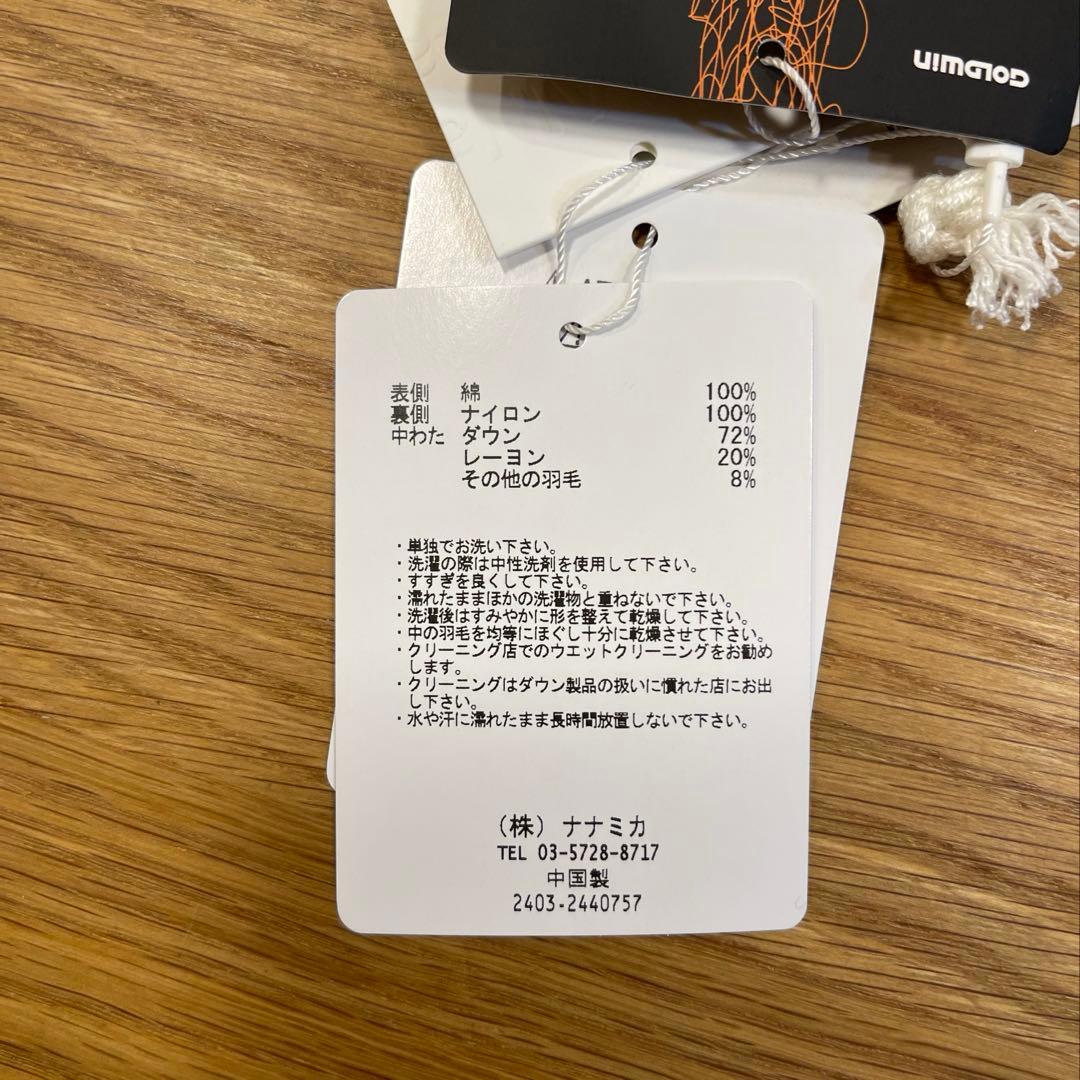 GOLDWIN
表側 綿 100%
裏側 ナイロン 100%
中わた ダウン 72%
レーヨン 20%
その他の羽毛 8%
・単独でお洗い下さい。
・洗濯の際は中性洗剤を使用して下さい。
・すすぎを良くして下さい。
・濡れたままほかの洗濯物と重ねないで下さい。
・洗濯後はすみやかに形を整えて乾燥して下さい。
・中の羽毛を均等にほぐし十分に乾燥させて下さい。
・クリーニング店でのウエットクリーニングをお勧め
します。
・クリーニングはダウン製品の扱いに慣れた店にお出
し下さい。
・水や汗に濡れたまま長時間放置しないで下さい。
(株) ナナミカ
TEL 03-5728-8717
中国製
2403-2440757